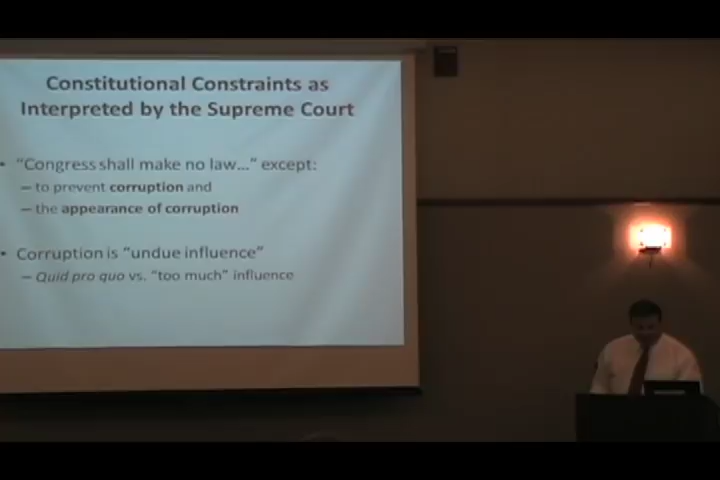 Constitutional Constraints as
Interpreted by the Supreme Court
• “Congress shall make no law...” except:
– to prevent corruption and
– the appearance of corruption
• Corruption is “undue influence”
– Quid pro quo vs. “too much” influence